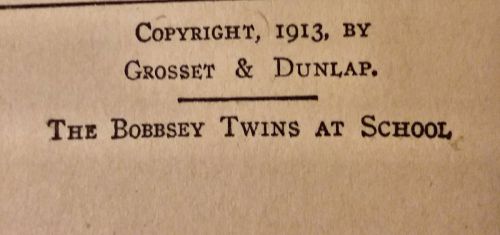 Copyright, 1913, by
Grosset & Dunlap.
The Bobbsey Twins at School